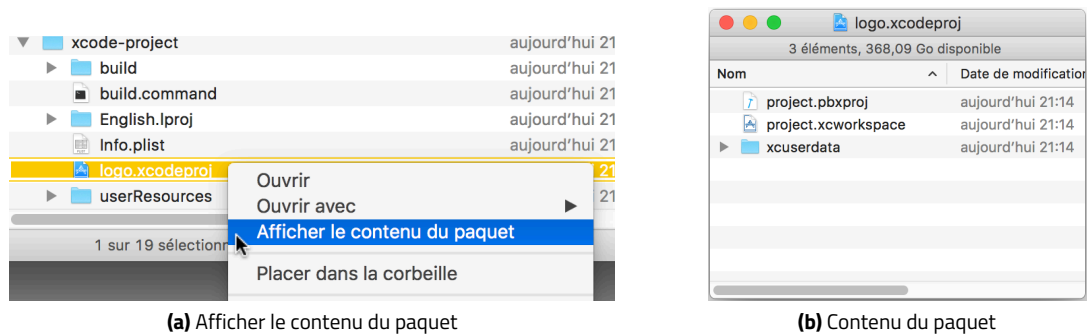 xcode-project aujourd'hui 21
build aujourd'hui 21
build.command aujourd'hui 21
English.lproj aujourd'hui 21
Info.plist aujourd'hui 21
logo.xcodeproj 21
userResources 21
1 sur 19 sélectionn
Ouvrir
Ouvrir avec
Afficher le contenu du paquet
Placer dans la corbeille
(a) Afficher le contenu du paquet
logo.xcodeproj
3 éléments, 368,09 Go disponible
Nom Date de modification
project.pbxproj aujourd'hui 21:14
project.xcworkspace aujourd'hui 21:14
xcuserdata aujourd'hui 21:14
(b) Contenu du paquet